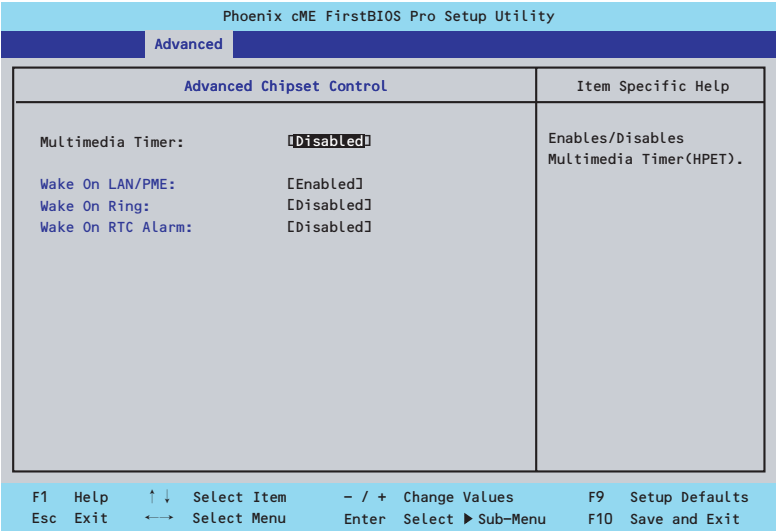 Phoenix cME FirstBIOS Pro Setup Utility
Advanced
Advanced Chipset Control
Item Specific Help
Multimedia Timer: [Disabled]
Enables/Disables
Multimedia Timer(HPET).
Wake On LAN/PME: [Enabled]
Wake On Ring: [Disabled]
Wake On RTC Alarm: [Disabled]
F1 Help ↑↓ Select Item - / + Change Values F9 Setup Defaults
Esc Exit ←→ Select Menu Enter Select ▶ Sub-Menu F10 Save and Exit